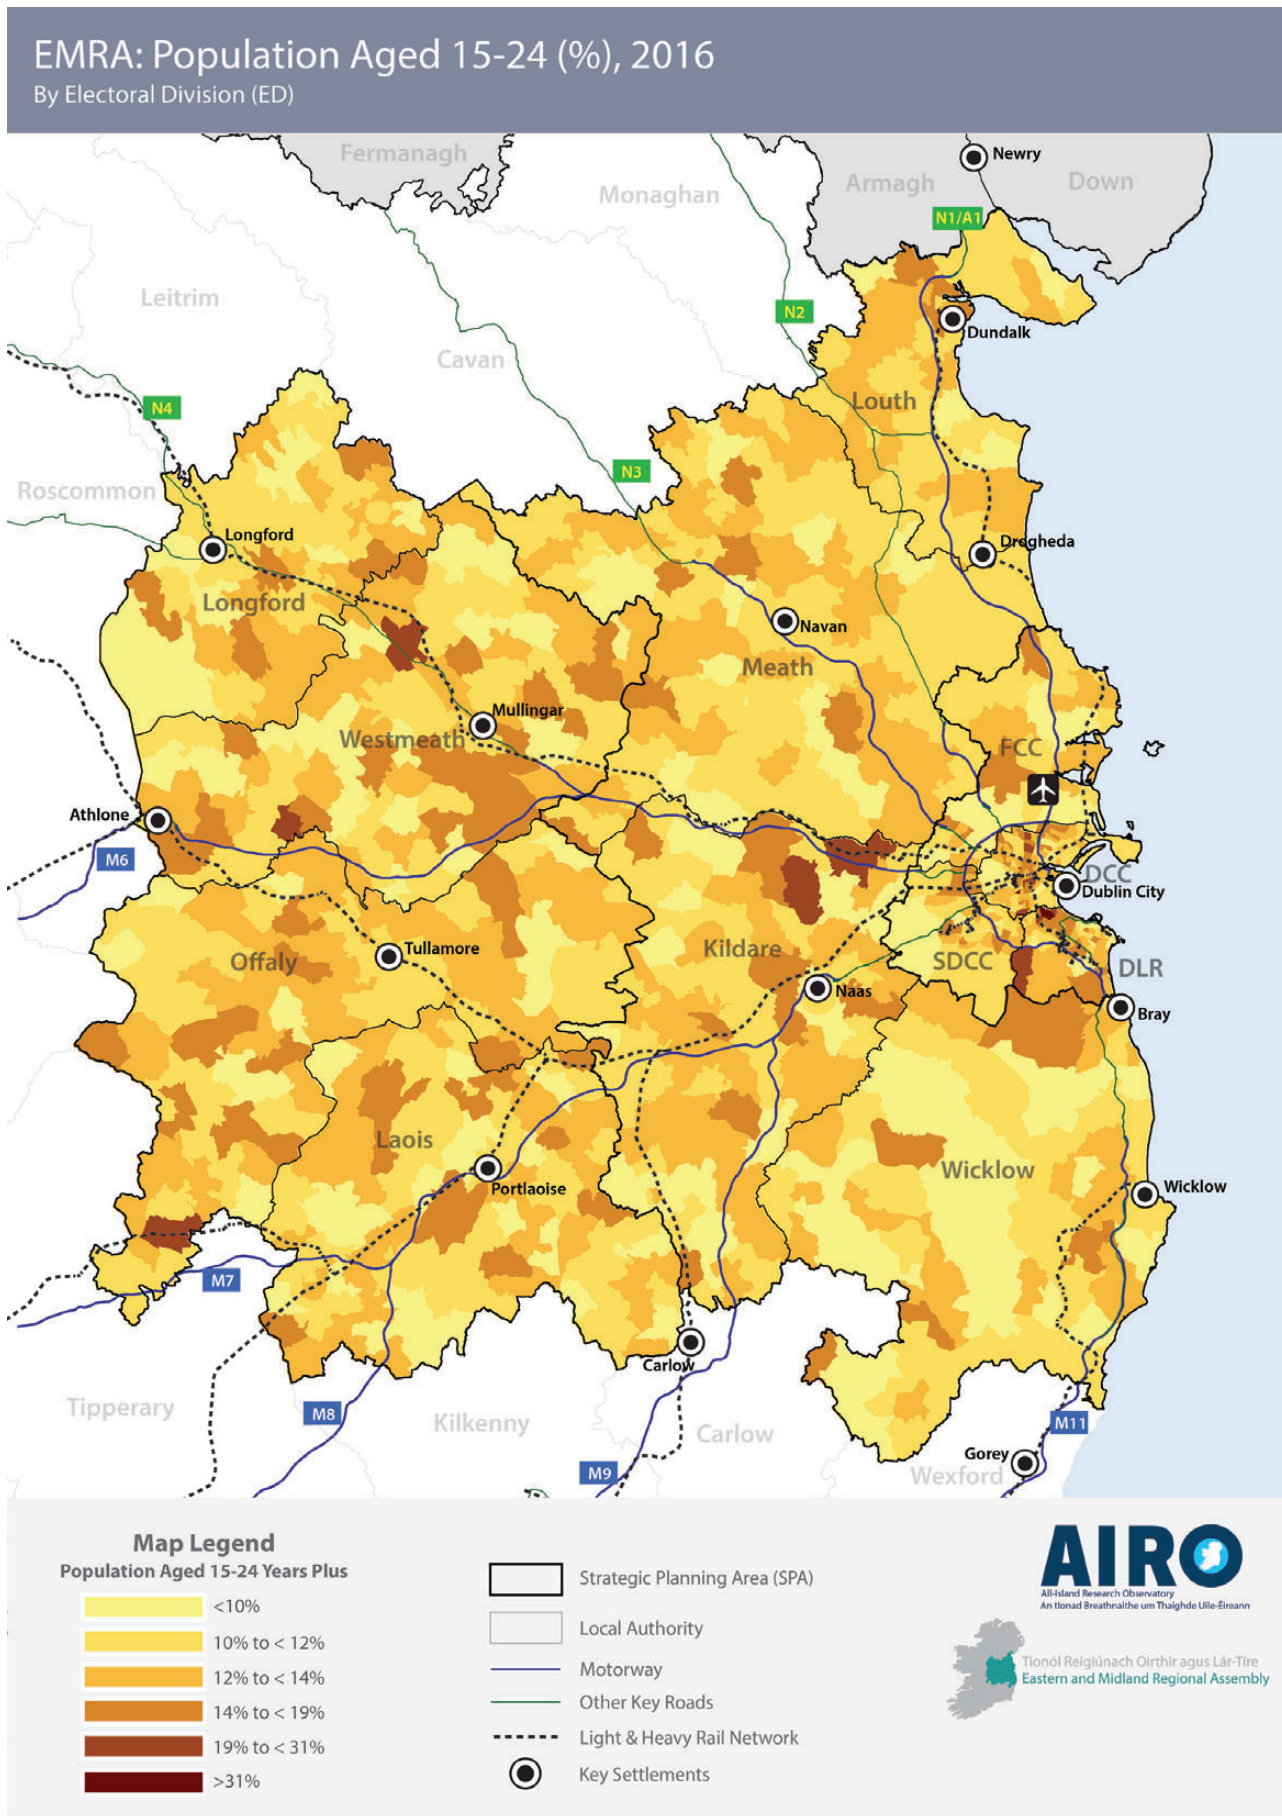 EMRA: Population Aged 15-24 (%), 2016
By Electoral Division (ED)
Fermanagh
Monaghan
Armagh
Newry
Down
N1/A1
Leitrim
N2
Cavan
Dundalk
Louth
N4
N3
Roscommon
Longford
Drogheda
Longford
Navan
Meath
Mullingar
Westmeath
FCC
Athlone
M6
DCC
Dublin City
Tullamore
Offaly
Kildare
SDCC
DLR
Naas
Bray
Laois
Wicklow
Portlaoise
Wicklow
M7
Carlow
Tipperary
M8
Kilkenny
Carlow
M11
Gorey
M9
Wexford
Map Legend
Population Aged 15-24 Years Plus
<10%
10% to < 12%
12% to < 14%
14% to < 19%
19% to < 31%
>31%
Strategic Planning Area (SPA)
Local Authority
Motorway
Other Key Roads
Light & Heavy Rail Network
Key Settlements
AIRO
All-Island Research Observatory
An tIonad Breathnaithe um Thaighde Uile-Éireann
Tionól Réigiúnach Oirthir agus Lár-Tíre
Eastern and Midland Regional Assembly